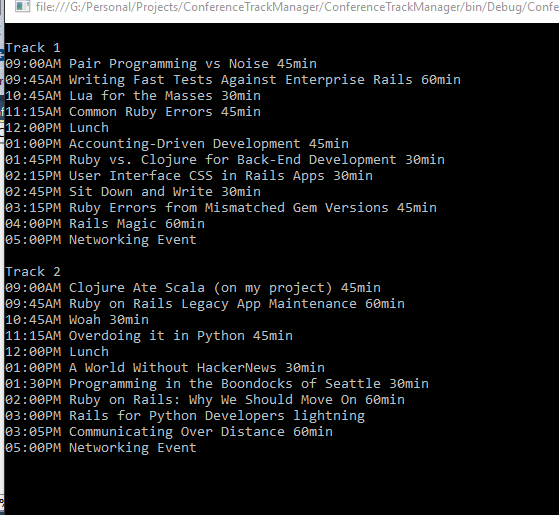 file:///G:/Personal/Projects/ConferenceTrackManager/ConferenceTrackManager/bin/Debug/Confe
Track 1
09:00AM Pair Programming vs Noise 45min
09:45AM Writing Fast Tests Against Enterprise Rails 60min
10:45AM Lua for the Masses 30min
11:15AM Common Ruby Errors 45min
12:00PM Lunch
01:00PM Accounting-Driven Development 45min
01:45PM Ruby vs. Clojure for Back-End Development 30min
02:15PM User Interface CSS in Rails Apps 30min
02:45PM Sit Down and Write 30min
03:15PM Ruby Errors from Mismatched Gem Versions 45min
04:00PM Rails Magic 60min
05:00PM Networking Event
Track 2
09:00AM Clojure Ate Scala (on my project) 45min
09:45AM Ruby on Rails Legacy App Maintenance 60min
10:45AM Woah 30min
11:15AM Overdoing it in Python 45min
12:00PM Lunch
01:00PM A World Without HackerNews 30min
01:30PM Programming in the Boondocks of Seattle 30min
02:00PM Ruby on Rails: Why We Should Move On 60min
03:00PM Rails for Python Developers lightning
03:05PM Communicating Over Distance 60min
05:00PM Networking Event